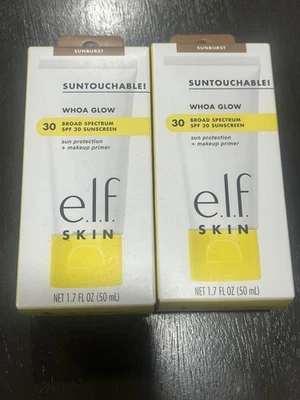 SUNBURST
SUNTOUCHABLE!
WHOA GLOW
30 BROAD SPECTRUM
SPF 30 SUNSCREEN
sun protection
+ makeup primer
e.l.f.
SKIN
NET 1.7 FL OZ (50 mL)
SUNBURST
SUNTOUCHABLE!
WHOA GLOW
30 BROAD SPECTRUM
SPF 30 SUNSCREEN
sun protection
+ makeup primer
e.l.f.
SKIN
NET 1.7 FL OZ (50 mL)